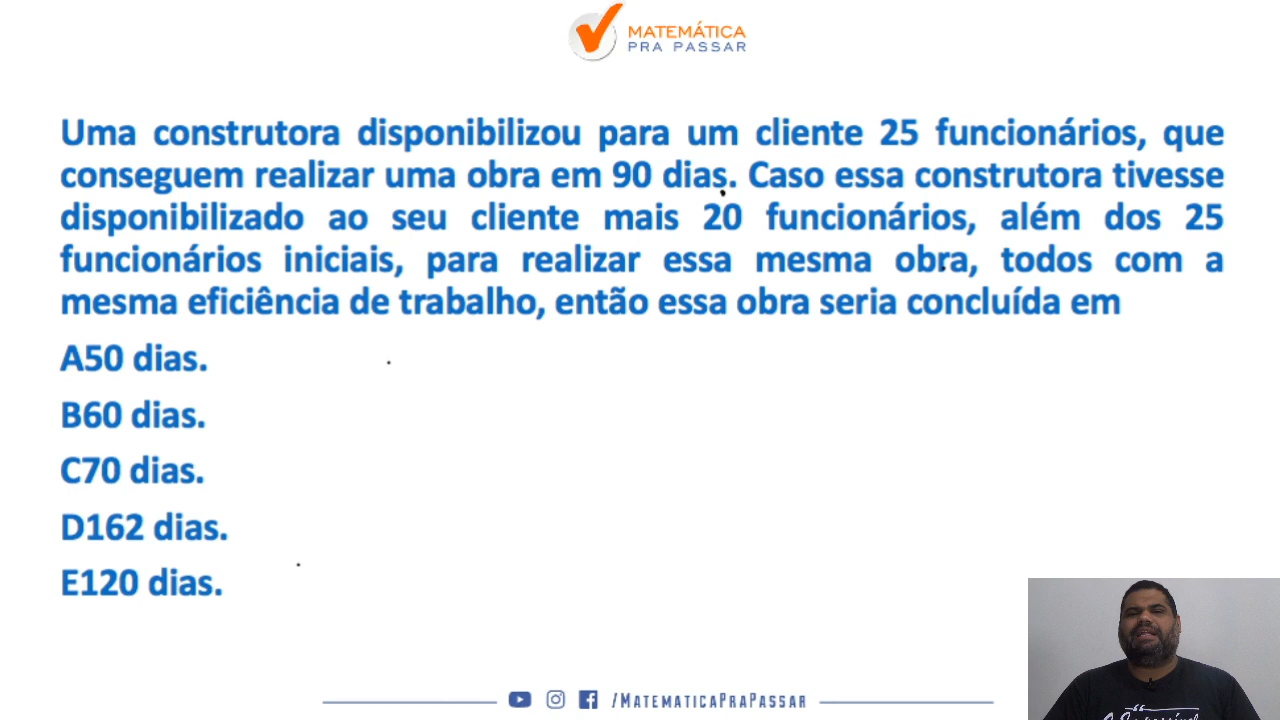 MATEMÁTICA
PRA PASSAR
Uma construtora disponibilizou para um cliente 25 funcionários, que
conseguem realizar uma obra em 90 dias. Caso essa construtora tivesse
disponibilizado ao seu cliente mais 20 funcionários, além dos 25
funcionários iniciais, para realizar essa mesma obra, todos com a
mesma eficiência de trabalho, então essa obra seria concluída em
A50 dias.
B60 dias.
C70 dias.
D162 dias.
E120 dias.
/MATEMATICAPRAPASSAR